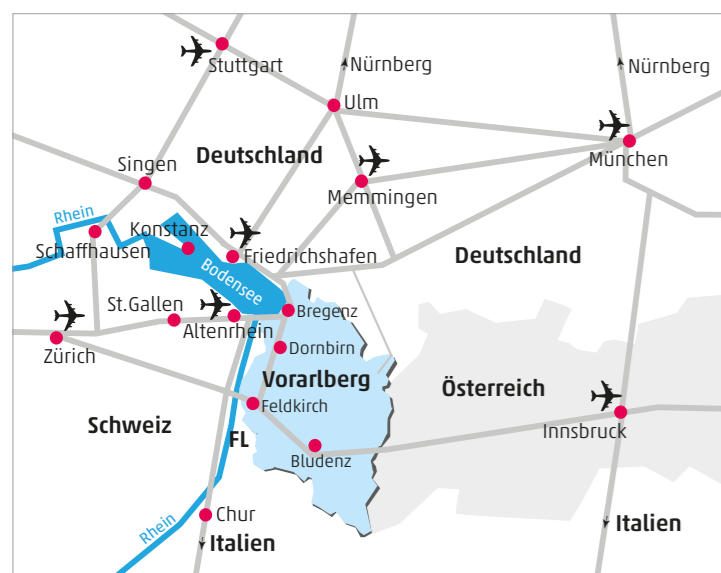 Stuttgart
Nürnberg
Nürnberg
Ulm
Singen
Deutschland
München
Memmingen
Rhein
Konstanz
Schaffhausen
Friedrichshafen
Deutschland
Bodensee
St.Gallen
Altenrhein
Bregenz
Zürich
Dornbirn
Vorarlberg
Österreich
Feldkirch
Schweiz
FL
Innsbruck
Bludenz
Chur
Rhein
Italien
Italien